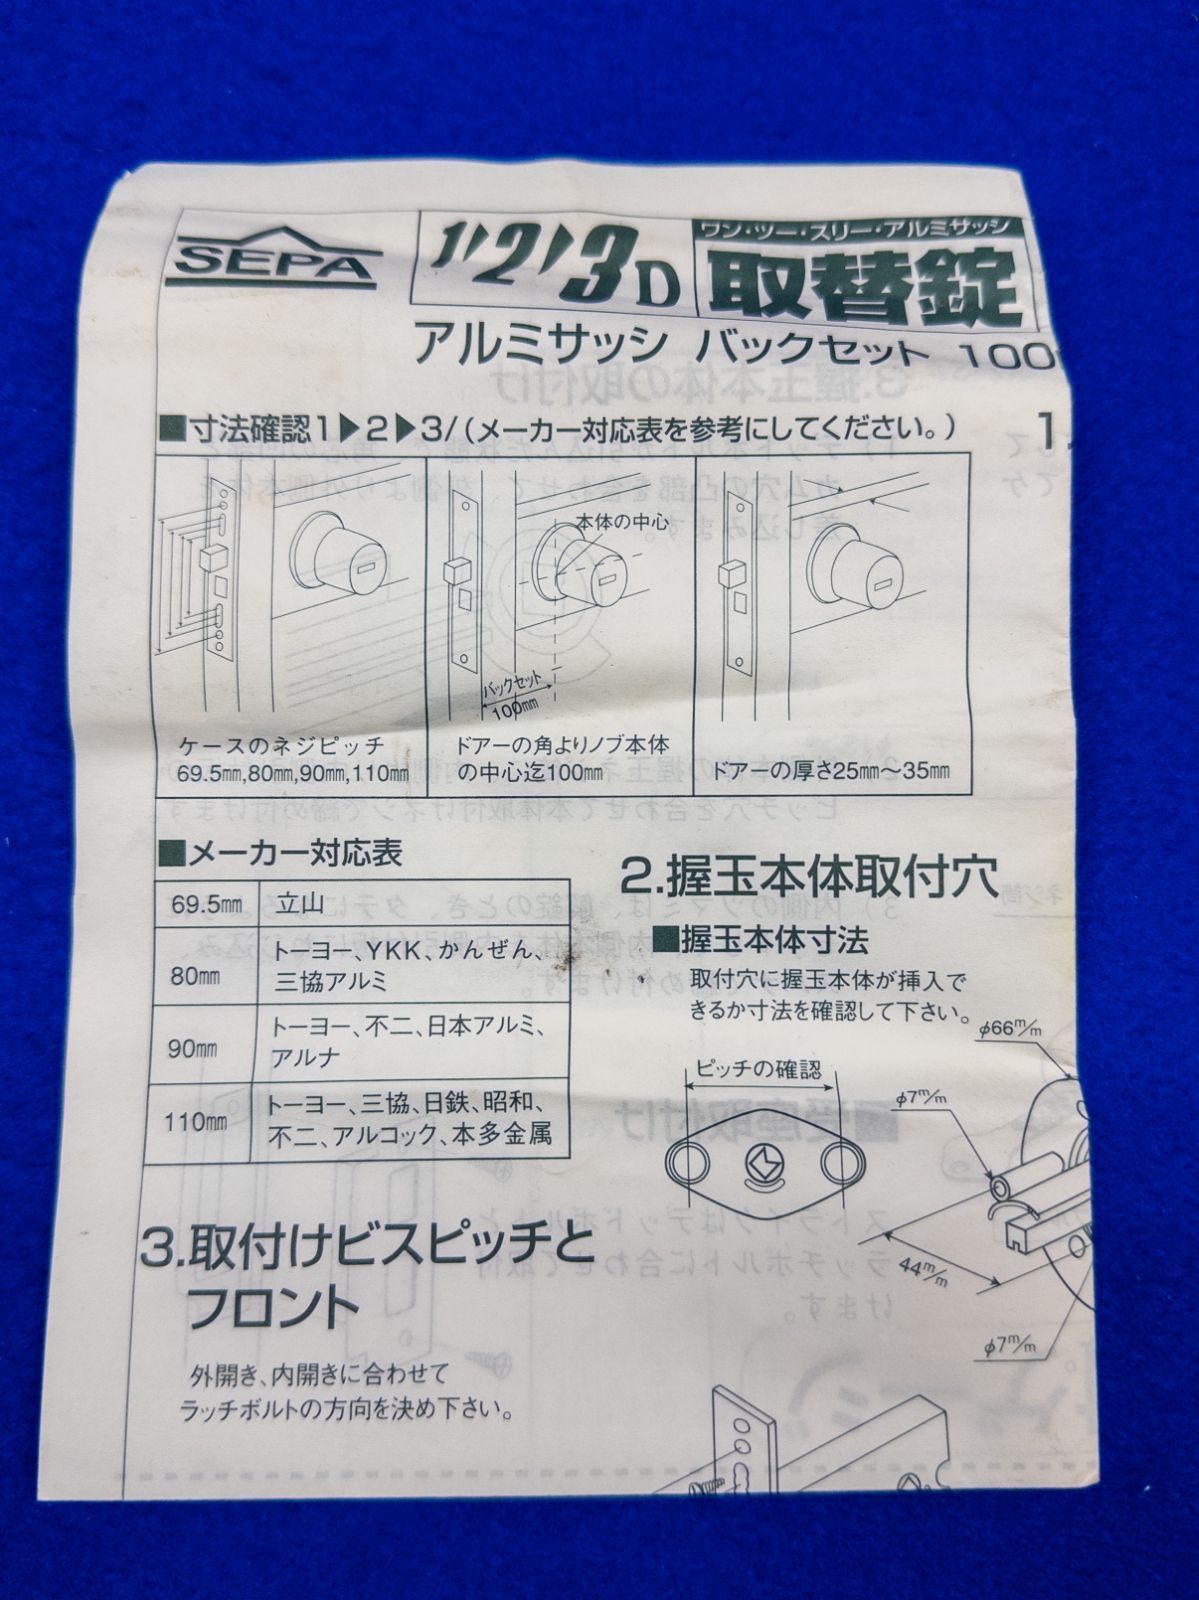 SEPA
1,2,3D
ワン・ツー・スリー・アルミサッシ
取替錠
アルミサッシ バックセット 100
■寸法確認1▶2▶3/(メーカー対応表を参考にしてください。)
1.
本体の中心
バックセット
100㎜
ケースのネジピッチ
69.5㎜,80㎜,90㎜,110㎜
ドアーの角よりノブ本体
の中心迄100㎜
ドアーの厚さ25㎜～35㎜
■メーカー対応表
69.5㎜ 立山
80㎜ トーヨー、YKK、かんぜん、
三協アルミ
90㎜ トーヨー、不二、日本アルミ、
アルナ
110㎜ トーヨー、三協、日鉄、昭和、
不二、アルコック、本多金属
2.握玉本体取付穴
■握玉本体寸法
取付穴に握玉本体が挿入で
きるか寸法を確認して下さい。
ピッチの確認
φ66m/m
φ7m/m
44m/m
φ7m/m
3.取付けビスピッチと
フロント
外開き、内開きに合わせて
ラッチボルトの方向を決め下さい。